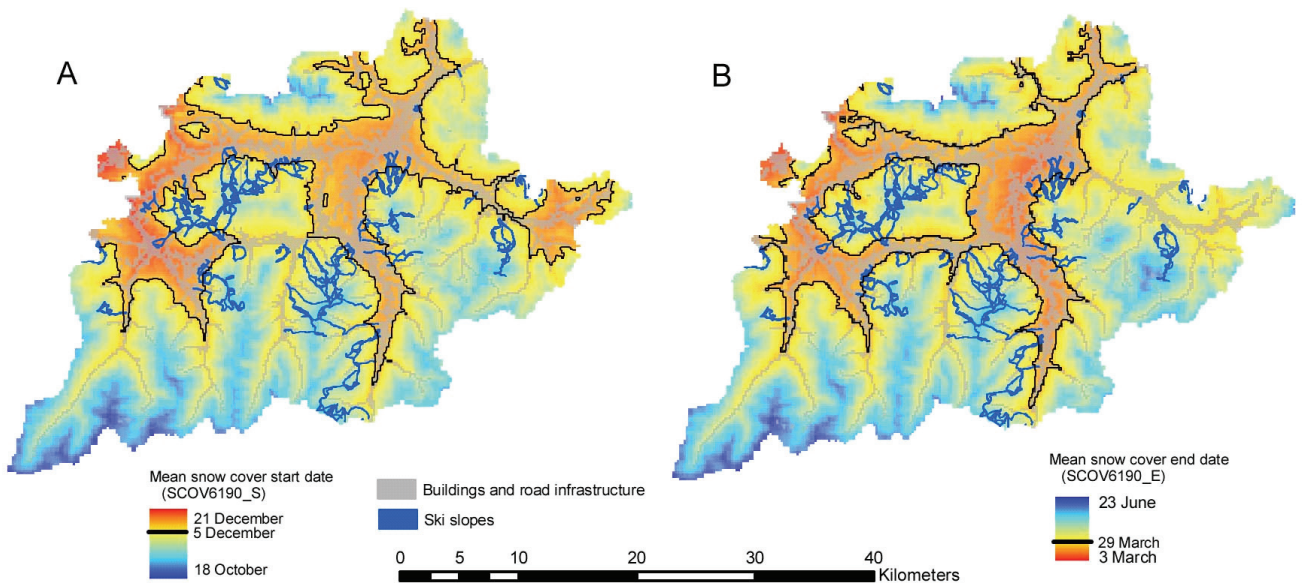 A
B
Mean snow cover start date
(SCOV6190_S)
21 December
5 December
18 October
Buildings and road infrastructure
Ski slopes
0 5 10 20 30 40
Kilometers
Mean snow cover end date
(SCOV6190_E)
23 June
29 March
3 March